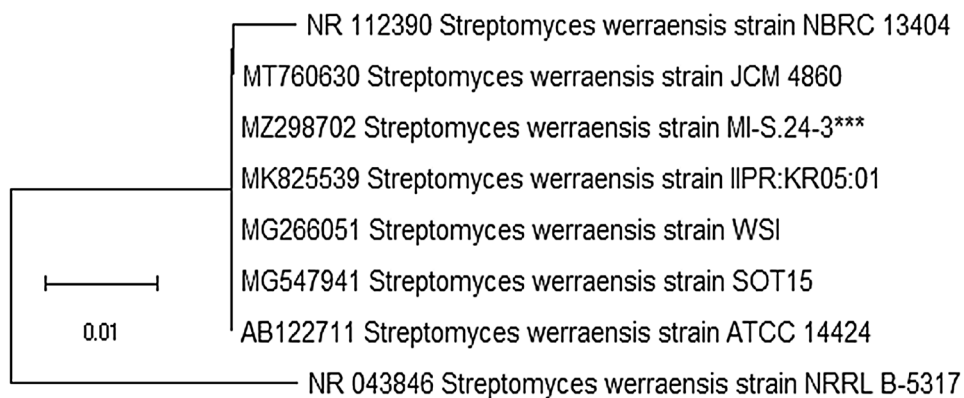 NR 112390 Streptomyces werraensis strain NBRC 13404
MT760630 Streptomyces werraensis strain JCM 4860
MZ298702 Streptomyces werraensis strain MI-S.24-3***
MK825539 Streptomyces werraensis strain IIPR:KR05:01
MG266051 Streptomyces werraensis strain WSI
MG547941 Streptomyces werraensis strain SOT15
0.01
AB122711 Streptomyces werraensis strain ATCC 14424
NR 043846 Streptomyces werraensis strain NRRL B-5317